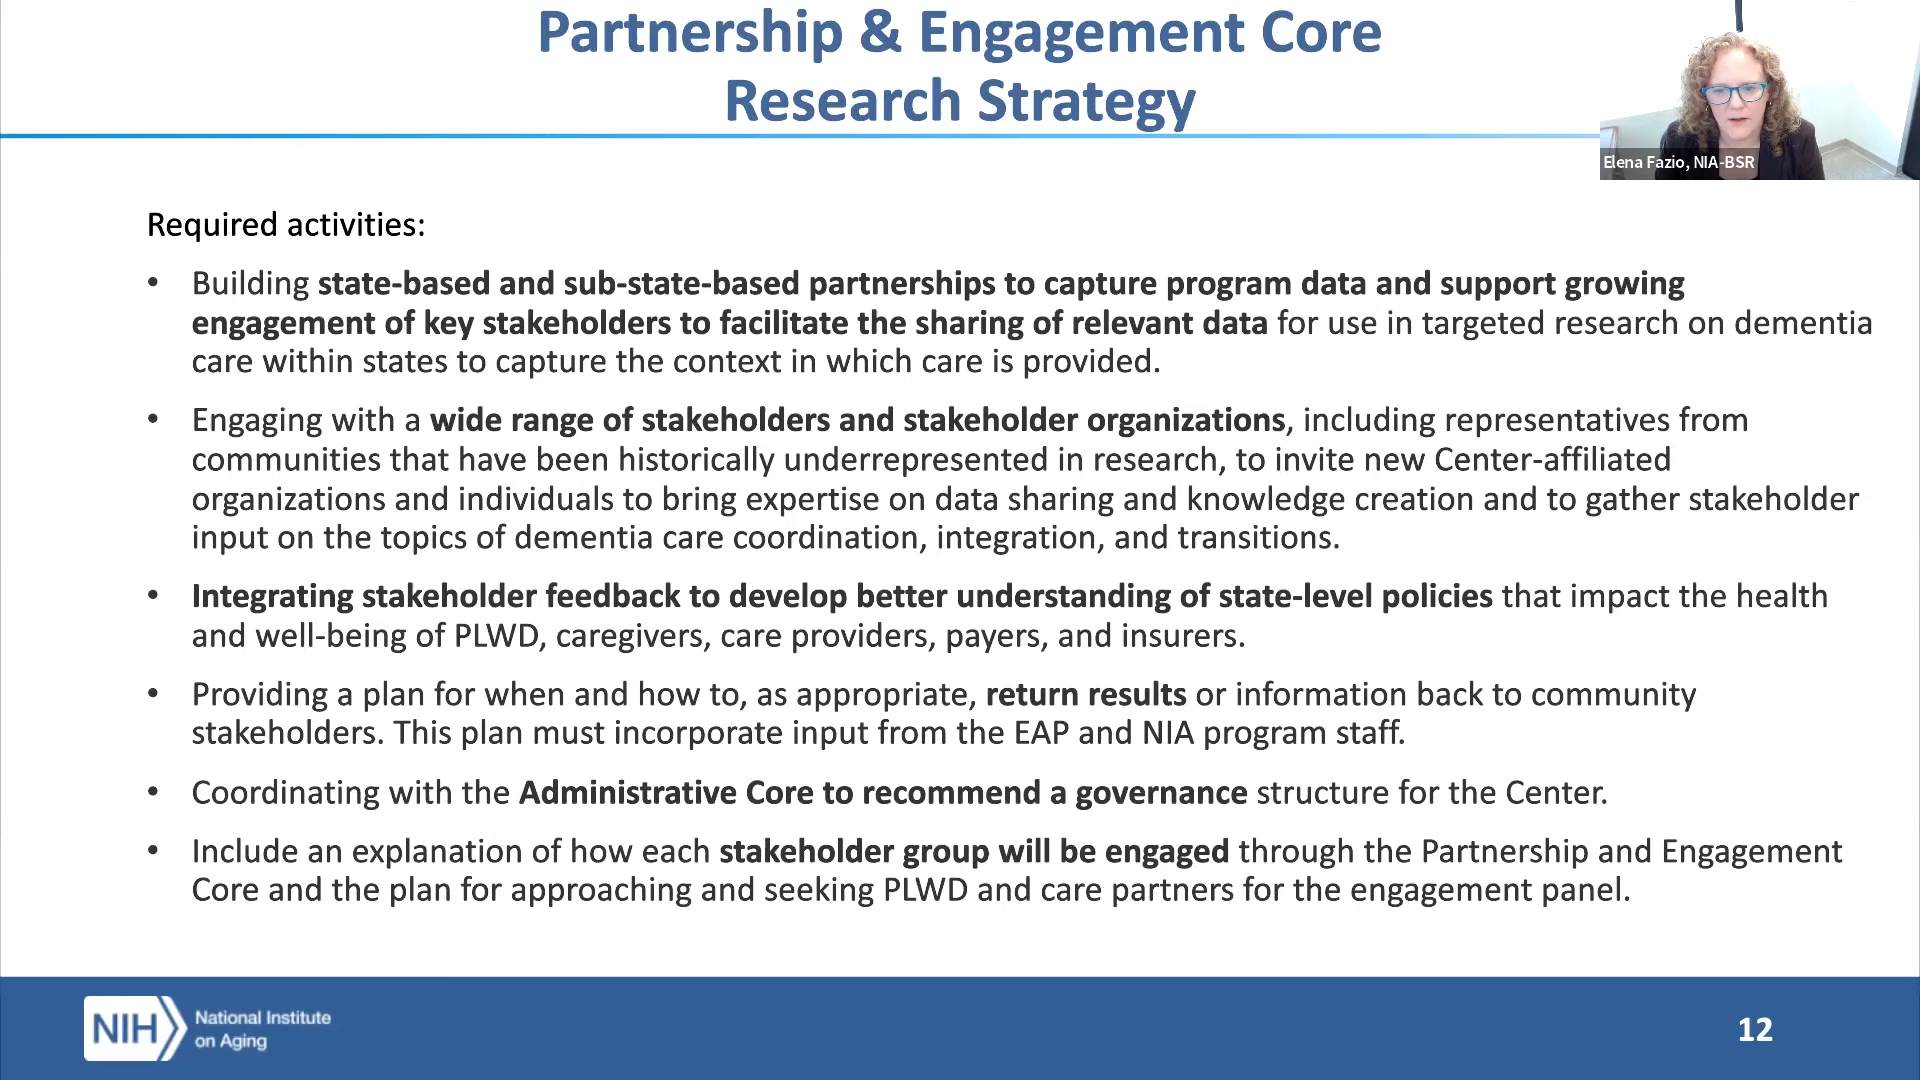 Partnership & Engagement Core
Research Strategy
Elena Fazio, NIA-BSR
Required activities:
• Building state-based and sub-state-based partnerships to capture program data and support growing
engagement of key stakeholders to facilitate the sharing of relevant data for use in targeted research on dementia
care within states to capture the context in which care is provided.
• Engaging with a wide range of stakeholders and stakeholder organizations, including representatives from
communities that have been historically underrepresented in research, to invite new Center-affiliated
organizations and individuals to bring expertise on data sharing and knowledge creation and to gather stakeholder
input on the topics of dementia care coordination, integration, and transitions.
• Integrating stakeholder feedback to develop better understanding of state-level policies that impact the health
and well-being of PLWD, caregivers, care providers, payers, and insurers.
• Providing a plan for when and how to, as appropriate, return results or information back to community
stakeholders. This plan must incorporate input from the EAP and NIA program staff.
• Coordinating with the Administrative Core to recommend a governance structure for the Center.
• Include an explanation of how each stakeholder group will be engaged through the Partnership and Engagement
Core and the plan for approaching and seeking PLWD and care partners for the engagement panel.
NIH National Institute
on Aging
12